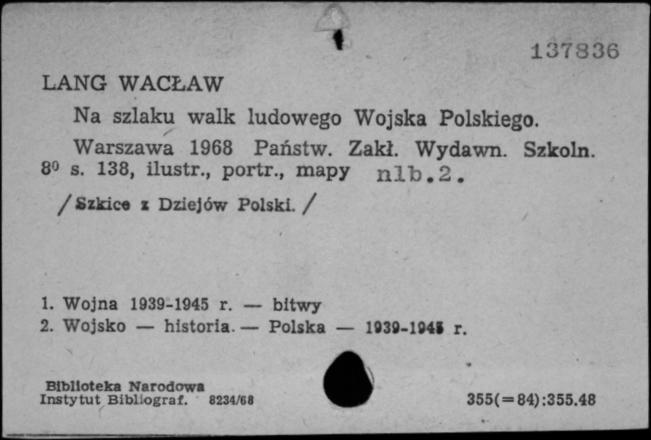 137836
LANG WACŁAW
Na szlaku walk ludowego Wojska Polskiego.
Warszawa 1968 Państw. Zakł. Wydawn. Szkoln.
8⁰ s. 138, ilustr., portr., mapy nlb.2.
/Szkice z Dziejów Polski./
1. Wojna 1939-1945 r. — bitwy
2. Wojsko — historia. — Polska — 1939-1945 r.
Biblioteka Narodowa
Instytut Bibliograf. 8234/68
355(=84):355.48